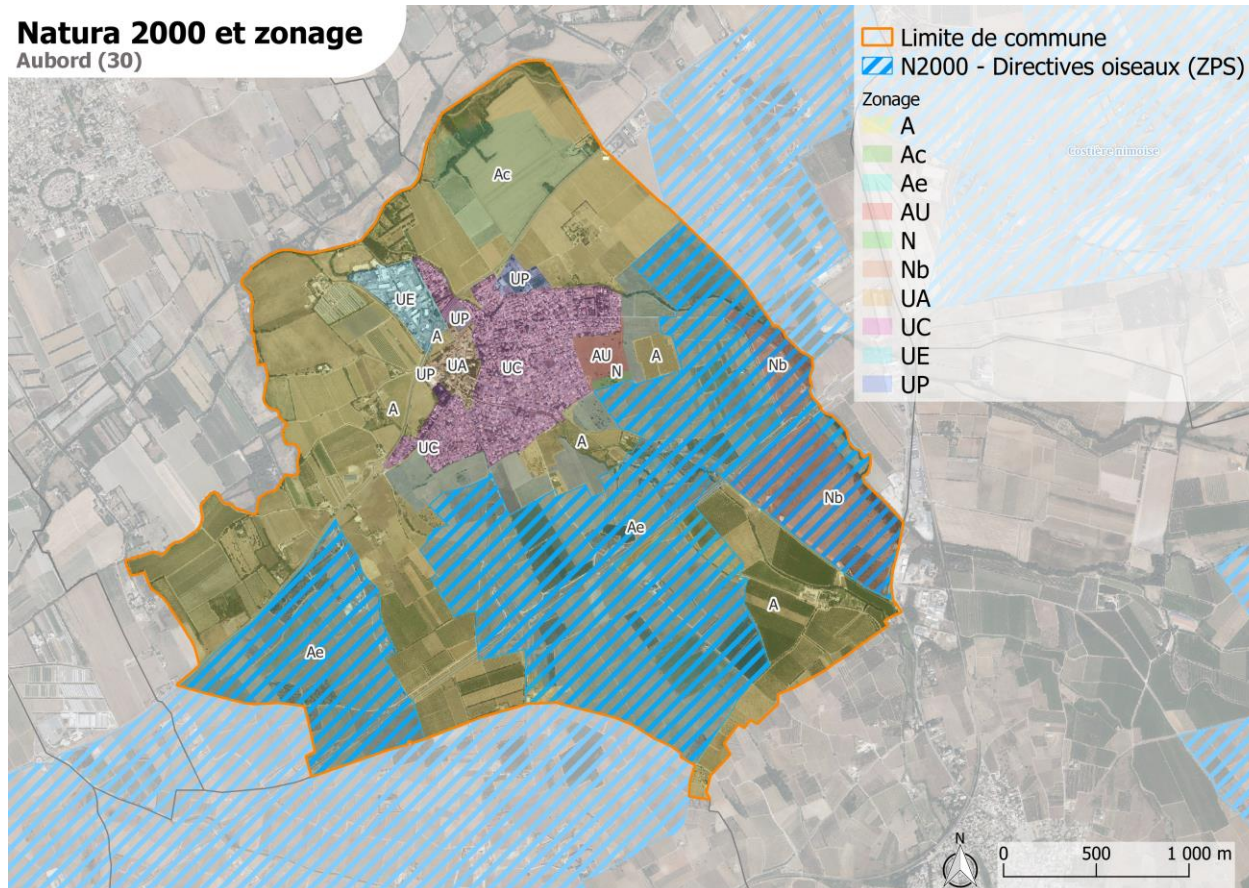 Natura 2000 et zonage
Aubord (30)
Limite de commune
N2000 - Directives oiseaux (ZPS)
Zonage
A
Ac
Ae
AU
N
Nb
UA
UC
UE
UP
Costière nîmoise
Ac
UP
UE
UP
A
UA
UC
AU
A
N
Nb
UP
A
A
UC
Nb
Ae
A
Ae
N
0 500 1 000 m